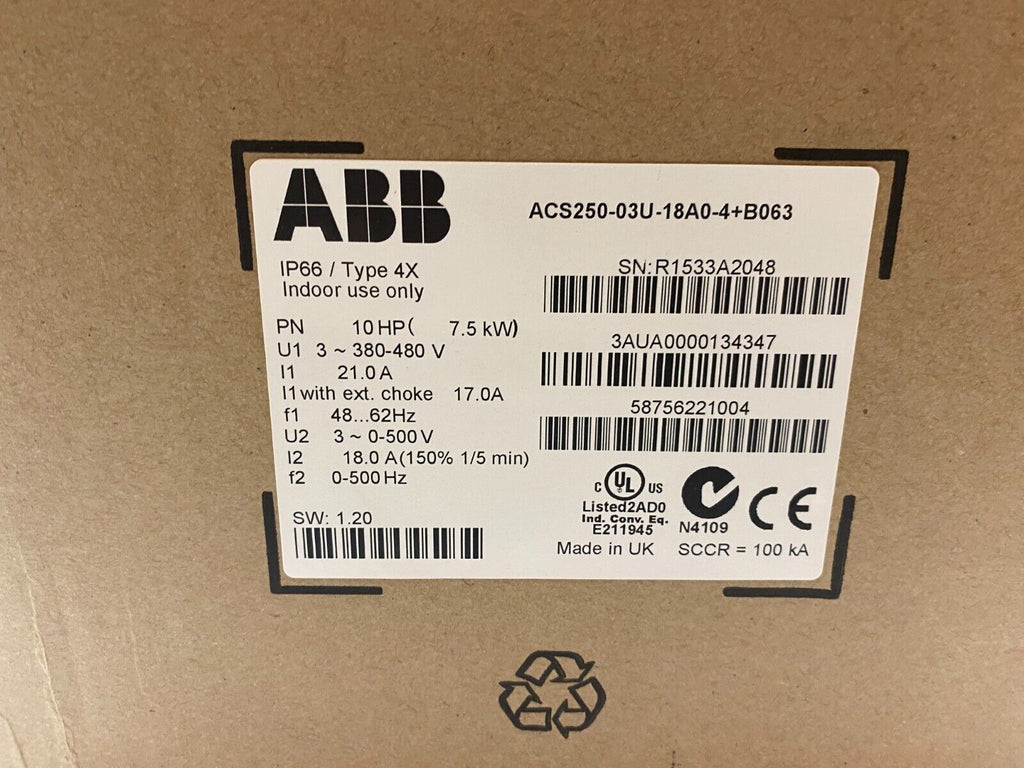 ABB
ACS250-03U-18A0-4+B063
IP66 / Type 4X
Indoor use only
SN:R1533A2048
PN 10 HP( 7.5 kW)
U1 3 ~ 380-480 V
I1 21.0 A
I1 with ext. choke 17.0A
f1 48...62Hz
U2 3 ~ 0-500 V
I2 18.0 A (150% 1/5 min)
f2 0-500 Hz
3AUA0000134347
58756221004
SW: 1.20
C UL US
Listed2AD0
Ind. Conv. Eq.
E211945
N4109
CE
Made in UK SCCR = 100 kA